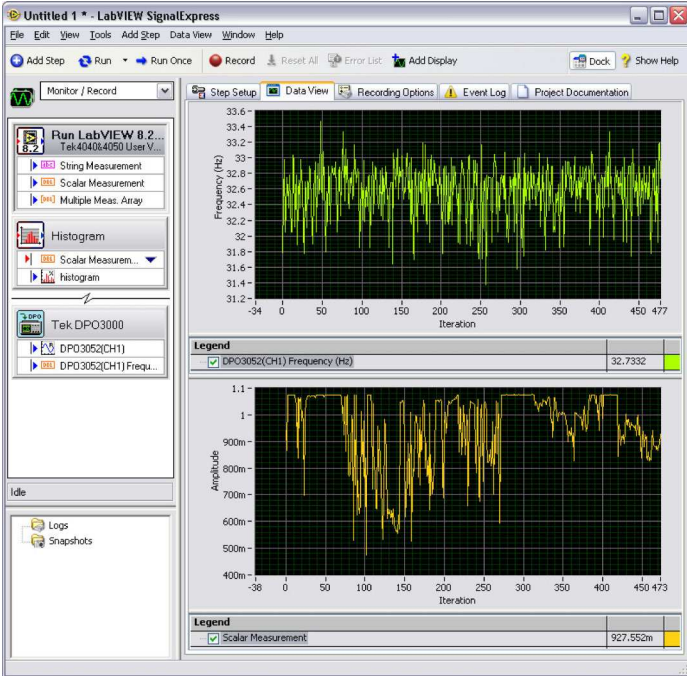 Untitled 1 * - LabVIEW SignalExpress
File Edit View Tools Add Step Data View Window Help
Add Step Run Run Once Record Reset All Error List Add Display Dock Show Help
Monitor / Record
Step Setup Data View Recording Options Event Log Project Documentation
8.2
Run LabVIEW 8.2...
Tek4040&4050 User V...
abc String Measurement
DBL Scalar Measurement
[DBL] Multiple Meas. Array
Histogram
DBL Scalar Measurem...
histogram
DPO
Tek DPO3000
DPO3052(CH1)
DBL DPO3052(CH1) Frequ...
Idle
Logs
Snapshots
Frequency (Hz)
33.6
33.4
33.2
33
32.8
32.6
32.4
32.2
32
31.8
31.6
31.4
31.2
-34 0 50 100 150 200 250 300 350 400 450 477
Iteration
Legend
DPO3052(CH1) Frequency (Hz) 32.7332
Amplitude
1.1
1
900m
800m
700m
600m
500m
400m
-38 0 50 100 150 200 250 300 350 400 450 473
Iteration
Legend
Scalar Measurement 927.552m